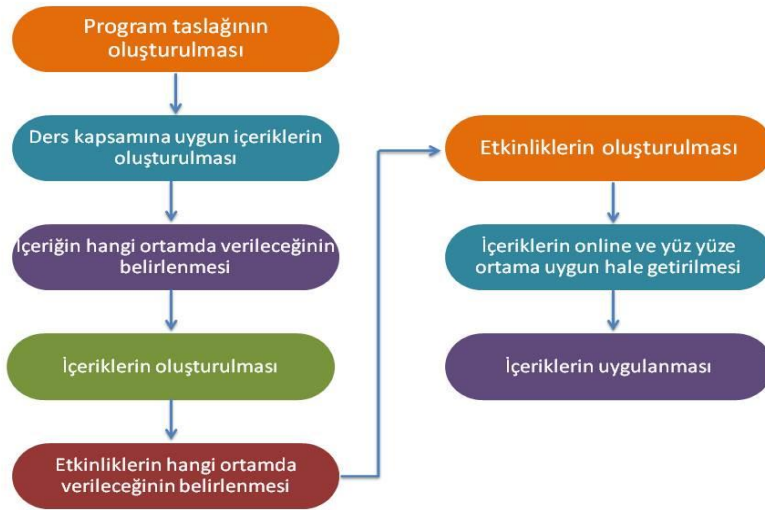 Program taslağının
oluşturulması
Ders kapsamına uygun içeriklerin
oluşturulması
İçeriğin hangi ortamda verileceğinin
belirlenmesi
İçeriklerin oluşturulması
Etkinliklerin hangi ortamda
verileceğinin belirlenmesi
Etkinliklerin oluşturulması
İçeriklerin online ve yüz yüze
ortama uygun hale getirilmesi
İçeriklerin uygulanması